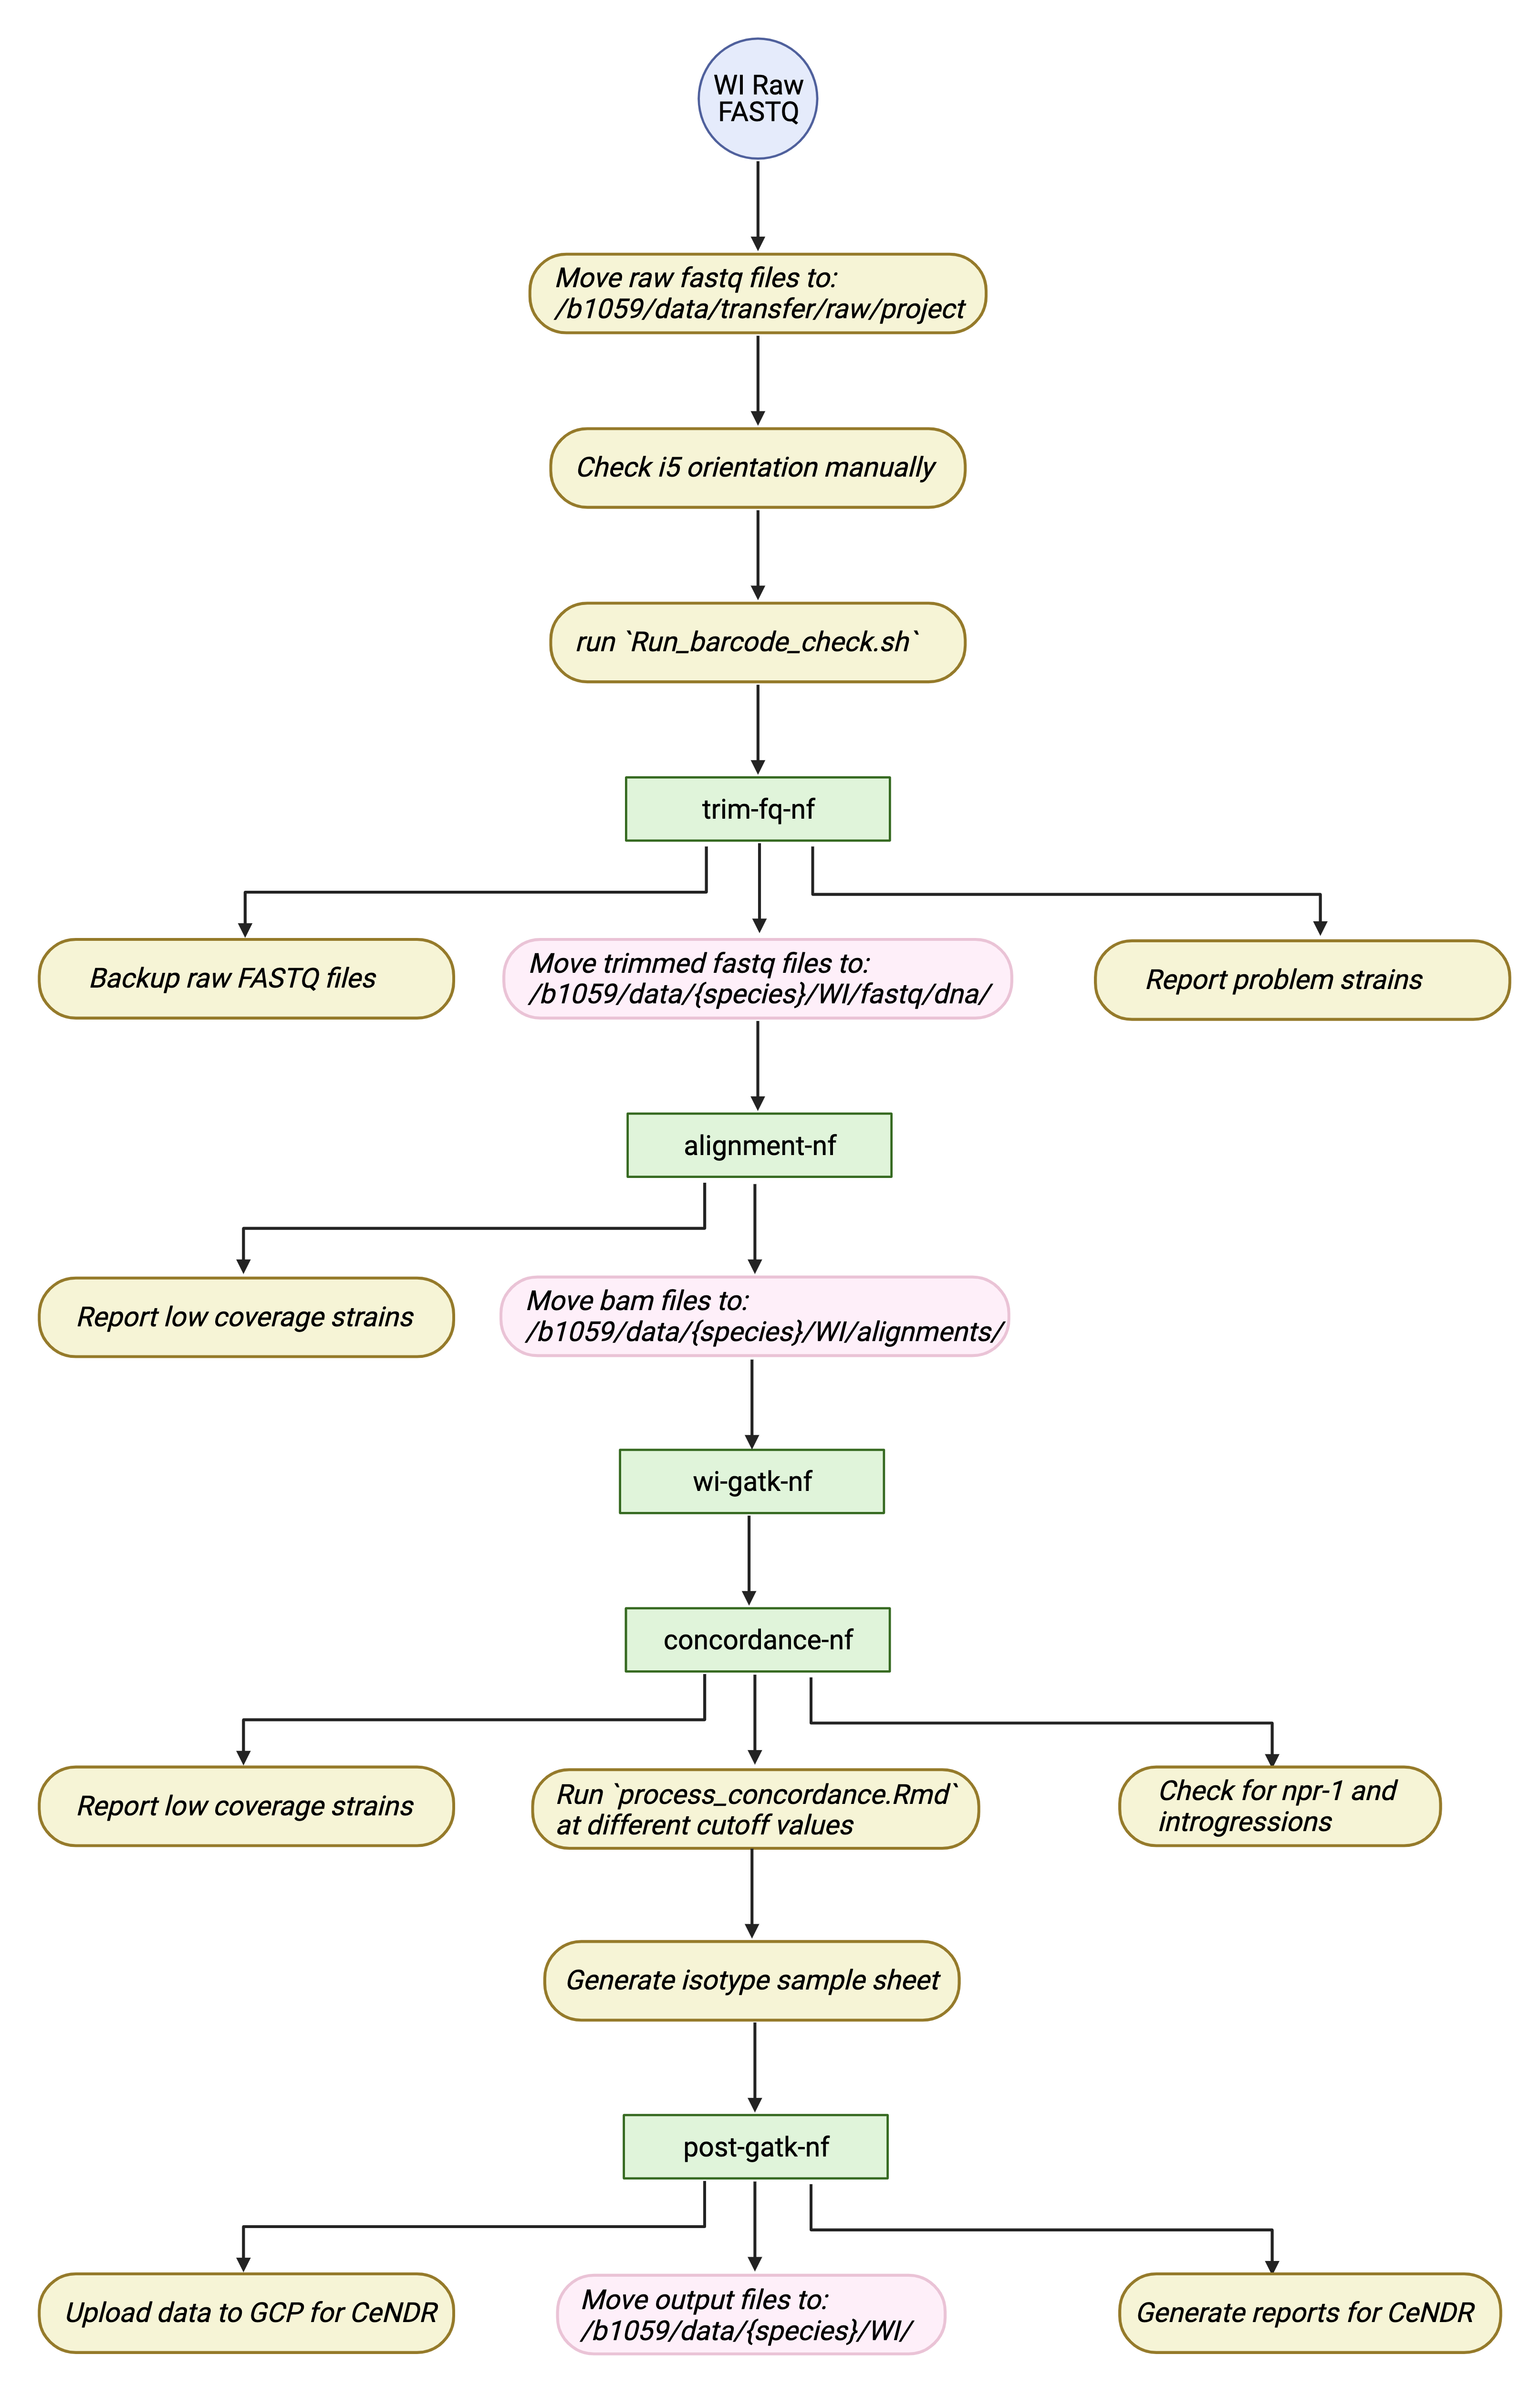 WI Raw
FASTQ
Move raw fastq files to:
/b1059/data/transfer/raw/project
Check i5 orientation manually
run `Run_barcode_check.sh`
trim-fq-nf
Backup raw FASTQ files
Move trimmed fastq files to:
/b1059/data/{species}/WI/fastq/dna/
Report problem strains
alignment-nf
Report low coverage strains
Move bam files to:
/b1059/data/{species}/WI/alignments/
wi-gatk-nf
concordance-nf
Report low coverage strains
Run `process_concordance.Rmd`
at different cutoff values
Check for npr-1 and
introgressions
Generate isotype sample sheet
post-gatk-nf
Upload data to GCP for CeNDR
Move output files to:
/b1059/data/{species}/WI/
Generate reports for CeNDR